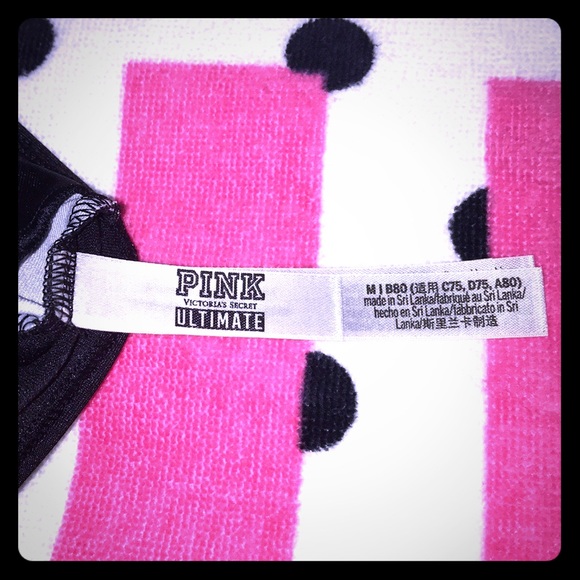 PINK
VICTORIA'S SECRET
ULTIMATE
M | B80 (适用 C75, D75, A80)
made in Sri Lanka/fabriqué au Sri Lanka/
hecho en Sri Lanka/fabbricato in Sri
Lanka/斯里兰卡制造